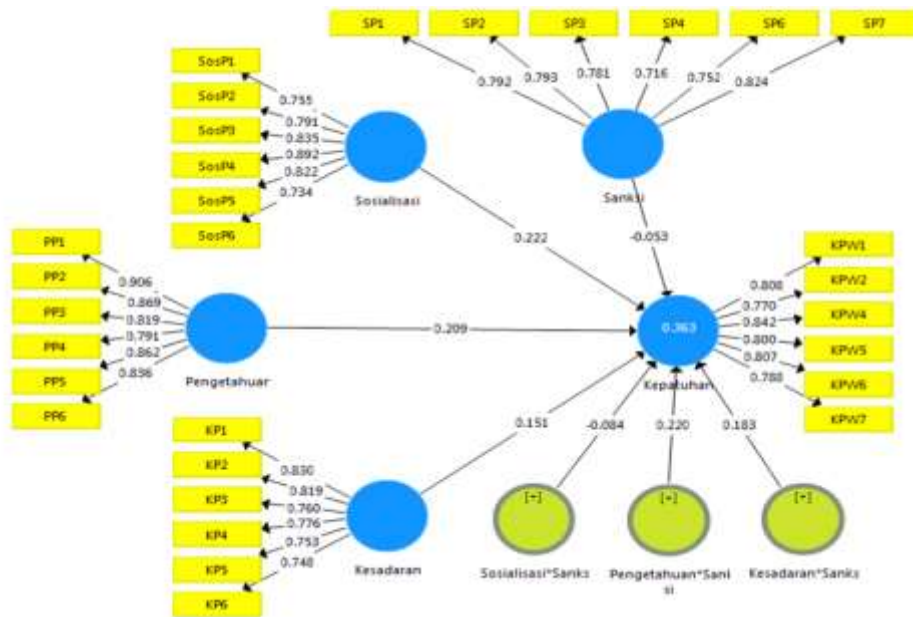 SP1 SP2 SP3 SP4 SP6 SP7
0.792 0.793 0.781 0.716 0.752 0.824
SosP1
SosP2
SosP3
SosP4
SosP5
SosP6
0.755
0.791
0.835
0.892
0.822
0.734
Sosialisasi
Sanksi
0.222
-0.053
PP1
PP2
PP3
PP4
PP5
PP6
0.906
0.869
0.819
0.791
0.862
0.836
Pengetahuar
0.209
0.363
Kepatuhan
0.808
0.770
0.842
0.800
0.807
0.788
KPW1
KPW2
KPW4
KPW5
KPW6
KPW7
KP1
KP2
KP3
KP4
KP5
KP6
0.830
0.819
0.760
0.776
0.753
0.748
Kesadaran
0.151
-0.084
0.220
0.183
[+]
[+]
[+]
Sosialisasi*Sanks
Pengetahuan*Sanl
si
Kesadaran*Sanks